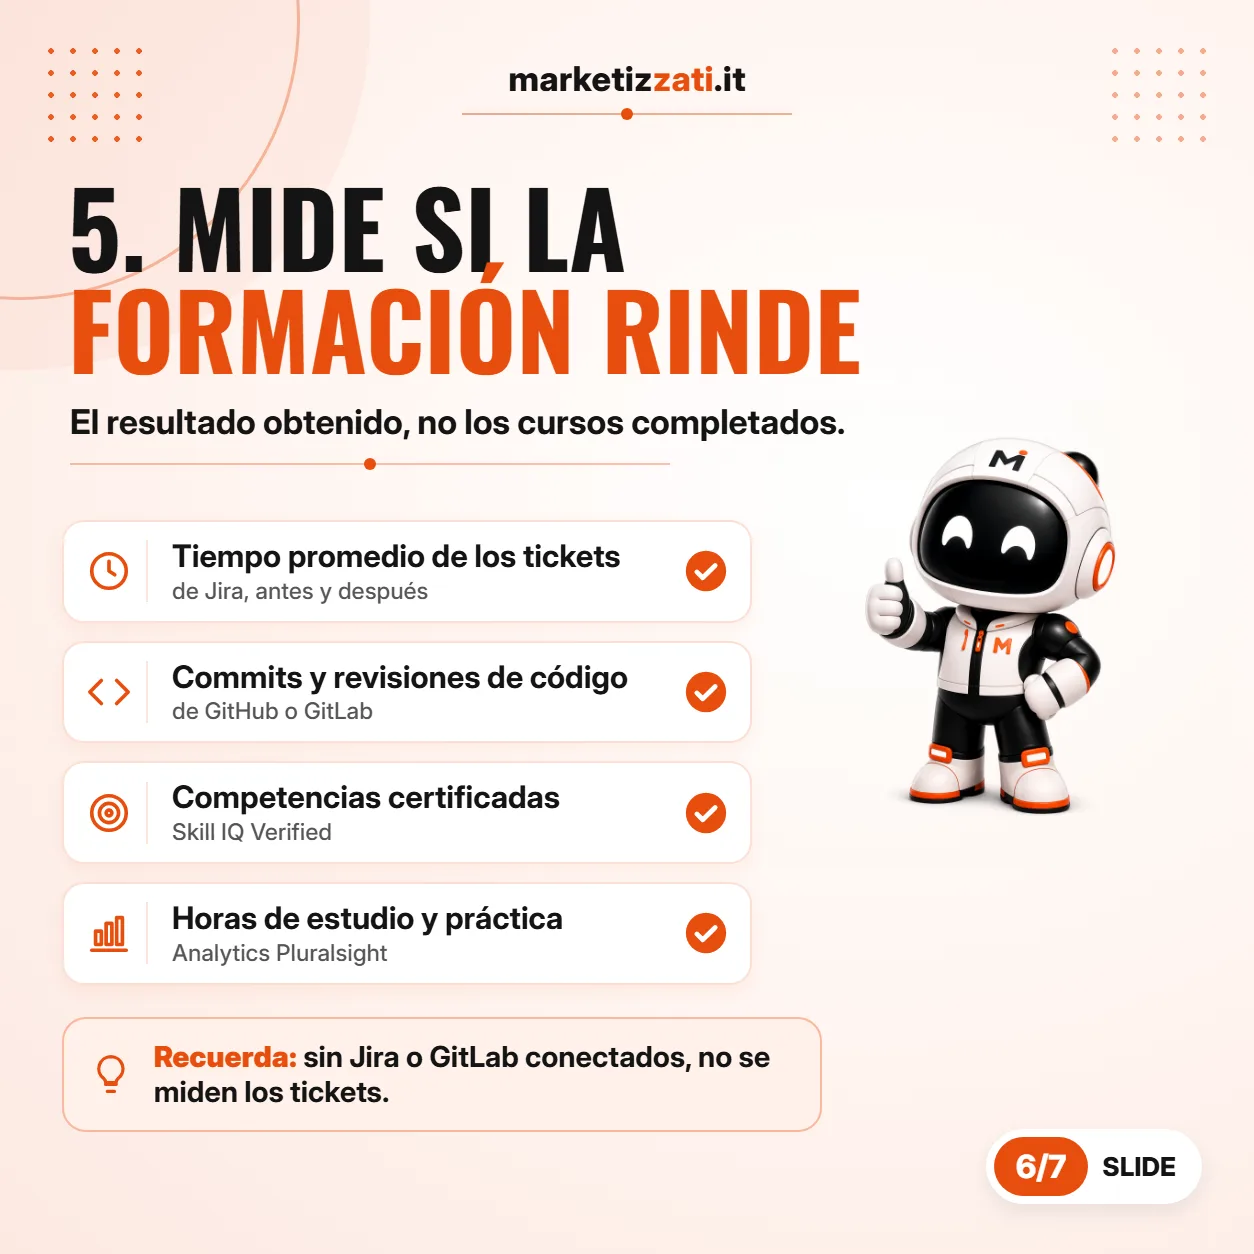 marketizzati.it
5. MIDE SI LA
FORMACIÓN RINDE
El resultado obtenido, no los cursos completados.
Tiempo promedio de los tickets
de Jira, antes y después
Commits y revisiones de código
de GitHub o GitLab
Competencias certificadas
Skill IQ Verified
Horas de estudio y práctica
Analytics Pluralsight
Recuerda: sin Jira o GitLab conectados, no se
miden los tickets.
M
M
6/7 SLIDE